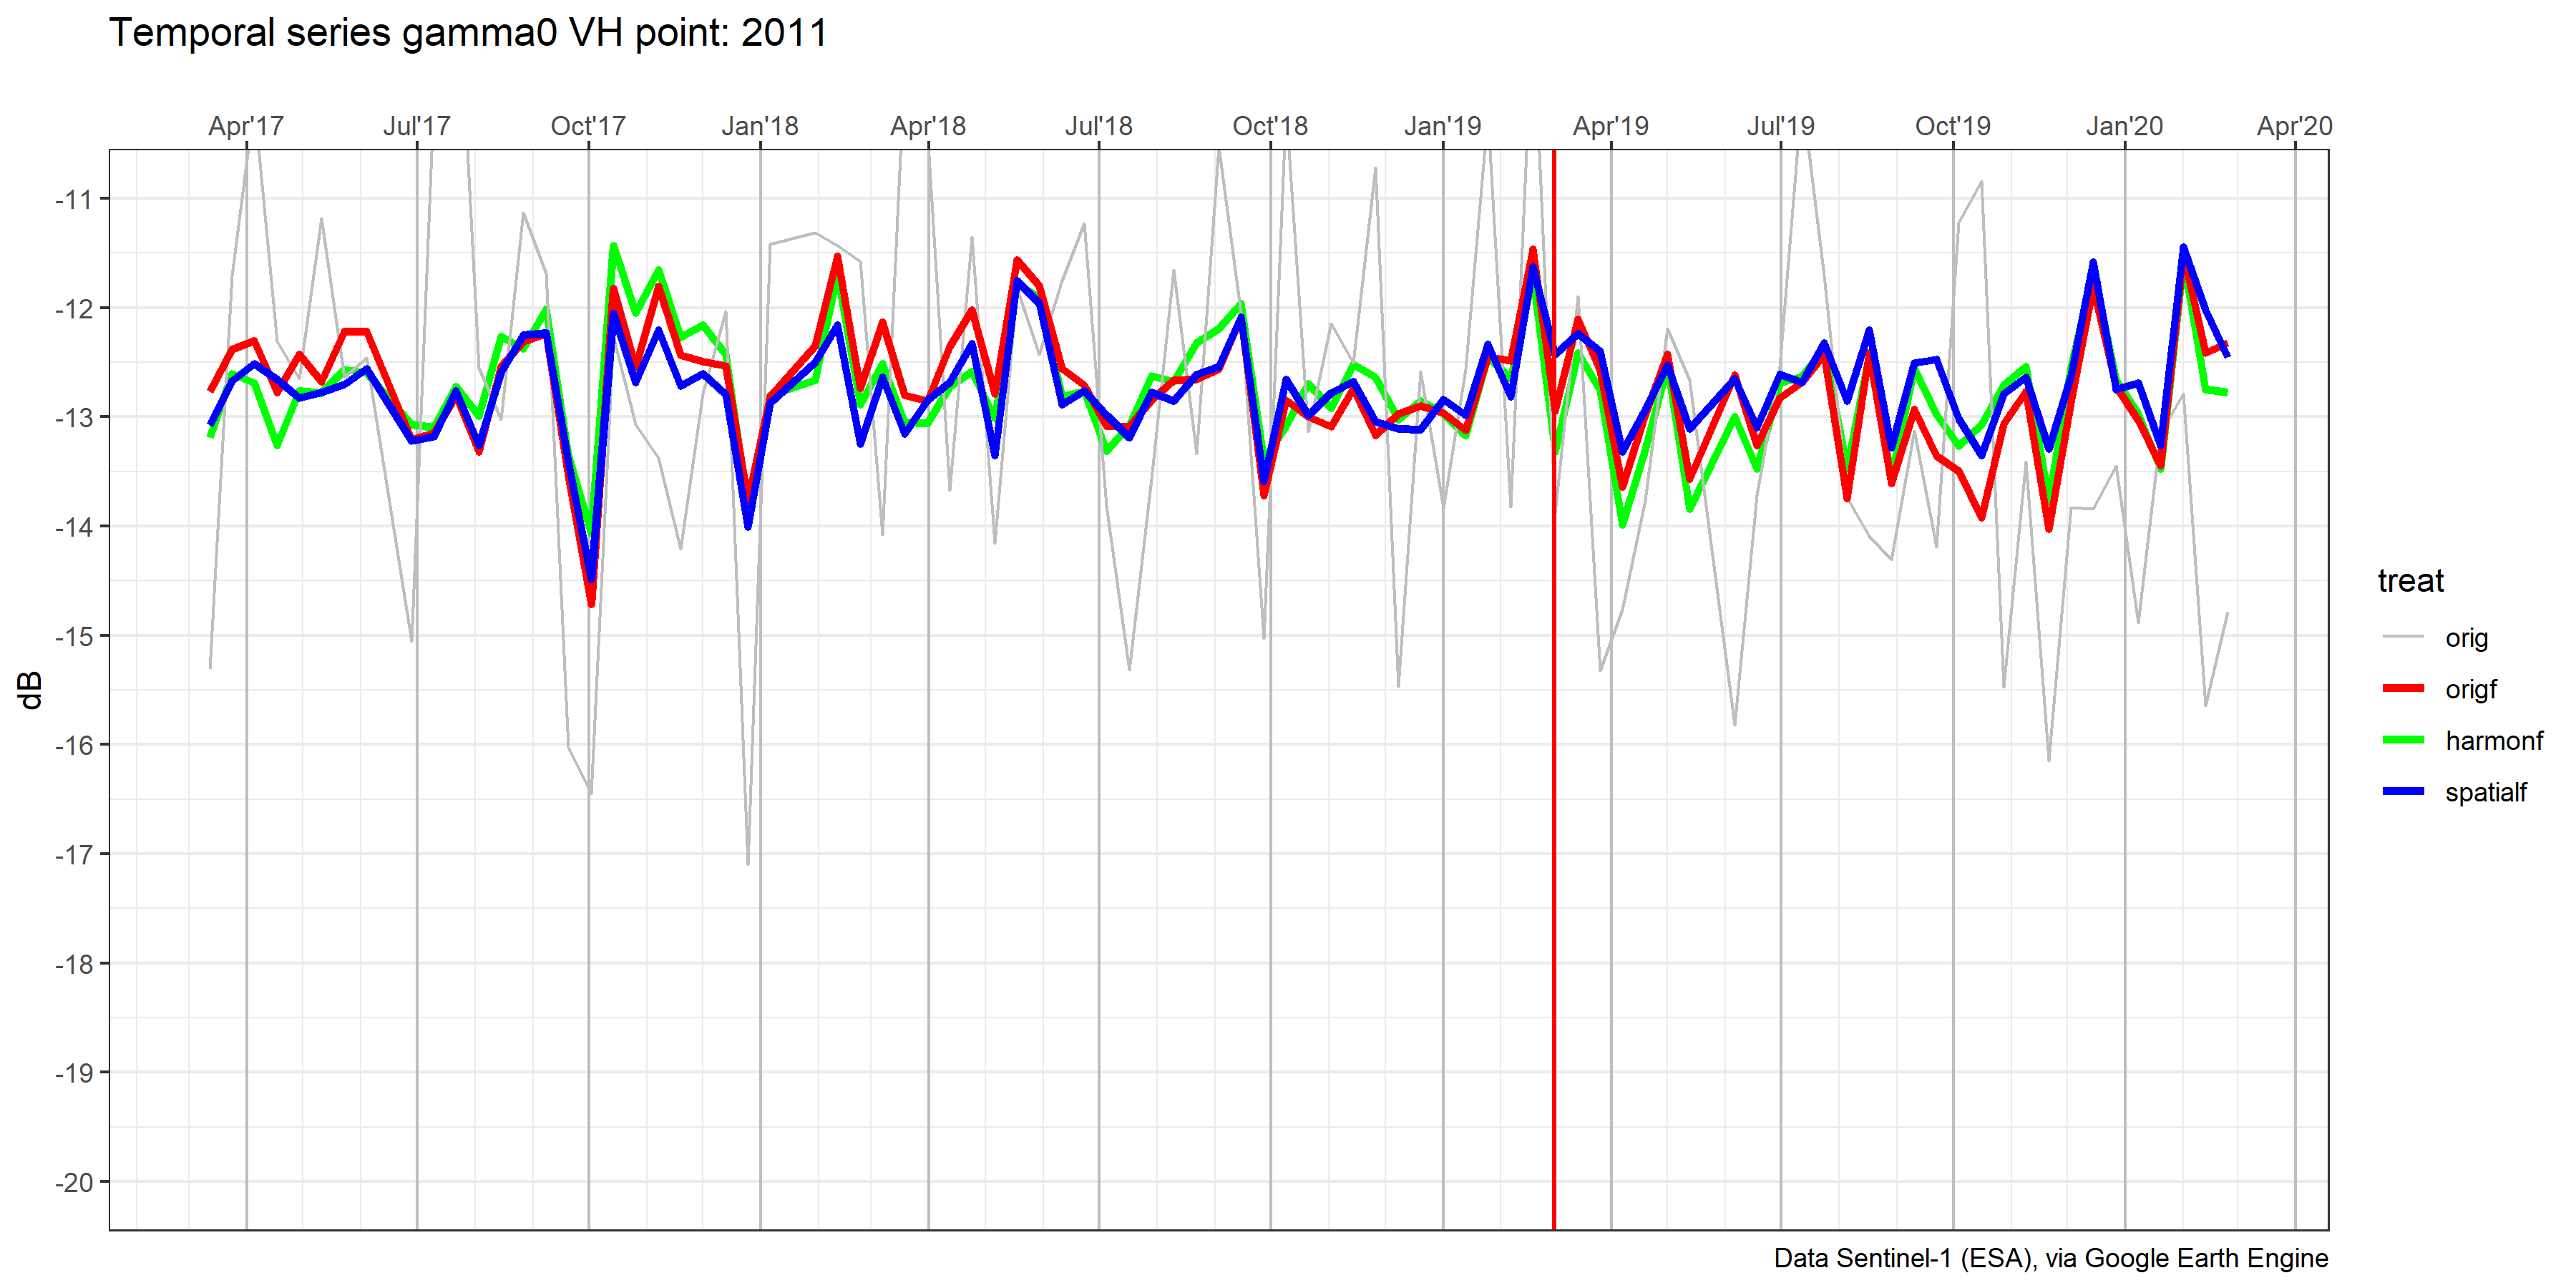 Temporal series gamma0 VH point: 2011
Apr'17 Jul'17 Oct'17 Jan'18 Apr'18 Jul'18 Oct'18 Jan'19 Apr'19 Jul'19 Oct'19 Jan'20 Apr'20
-11
-12
-13
-14
-15
-16
-17
-18
-19
-20
dB
treat
orig
origf
harmonf
spatialf
Data Sentinel-1 (ESA), via Google Earth Engine